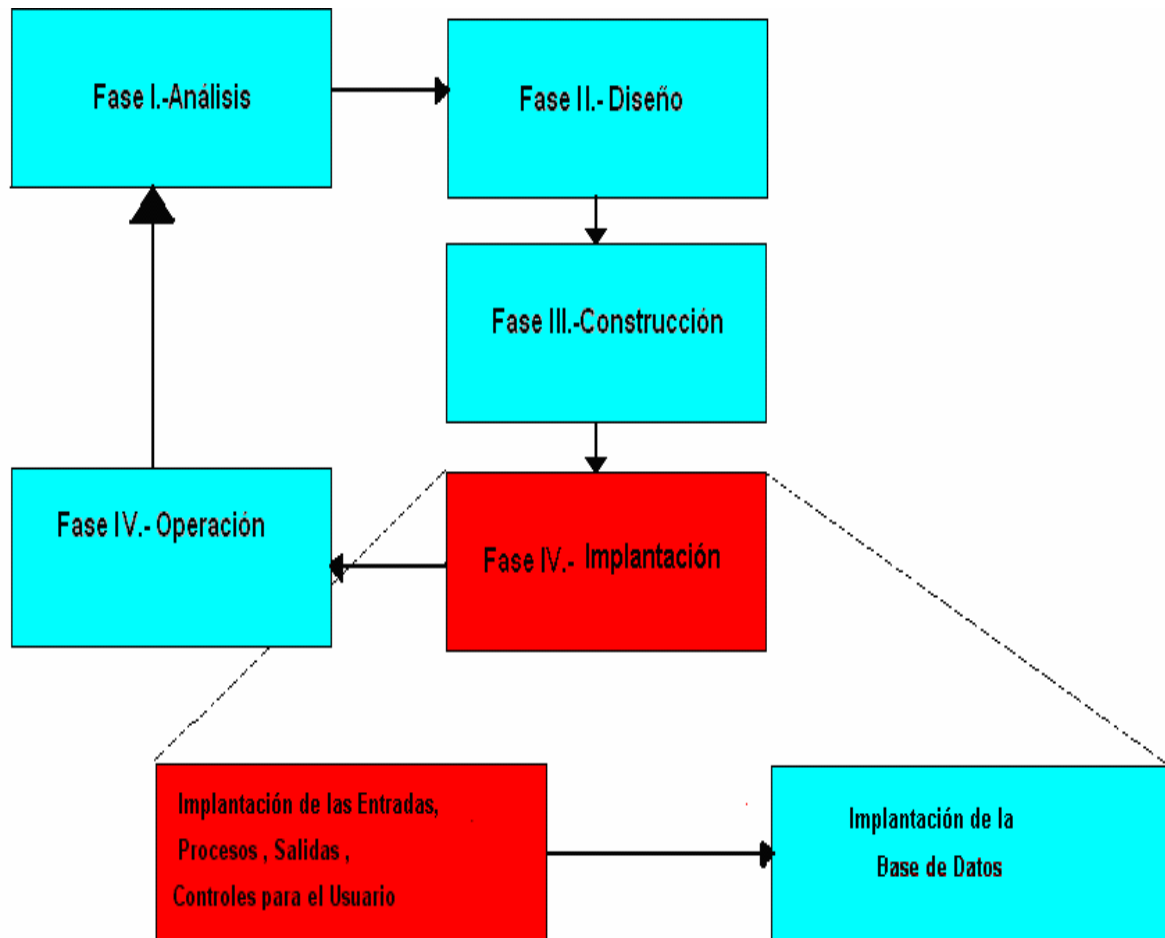 Fase I.-Análisis
Fase II.- Diseño
Fase III.-Construcción
Fase IV.- Implantación
Fase IV.- Operación
Implantación de las Entradas,
Procesos , Salidas ,
Controles para el Usuario
Implantación de la
Base de Datos